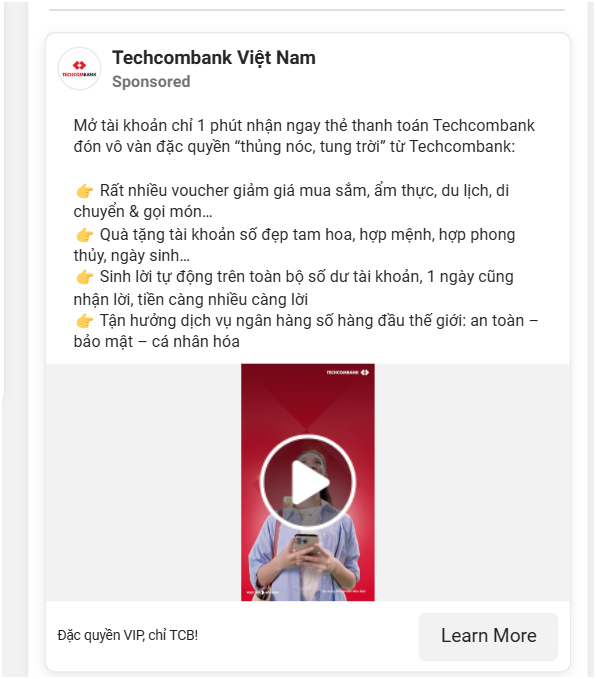 TECHCOMBANK
Techcombank Việt Nam
Sponsored
Mở tài khoản chỉ 1 phút nhận ngay thẻ thanh toán Techcombank
đón vô vàn đặc quyền “thủng nóc, tung trời” từ Techcombank:
👉 Rất nhiều voucher giảm giá mua sắm, ẩm thực, du lịch, di
chuyển & gọi món…
👉 Quà tặng tài khoản số đẹp tam hoa, hợp mệnh, hợp phong
thủy, ngày sinh…
👉 Sinh lời tự động trên toàn bộ số dư tài khoản, 1 ngày cũng
nhận lời, tiền càng nhiều càng lời
👉 Tận hưởng dịch vụ ngân hàng số hàng đầu thế giới: an toàn –
bảo mật – cá nhân hóa
TECHCOMBANK
Đặc quyền VIP, chỉ TCB!
Learn More